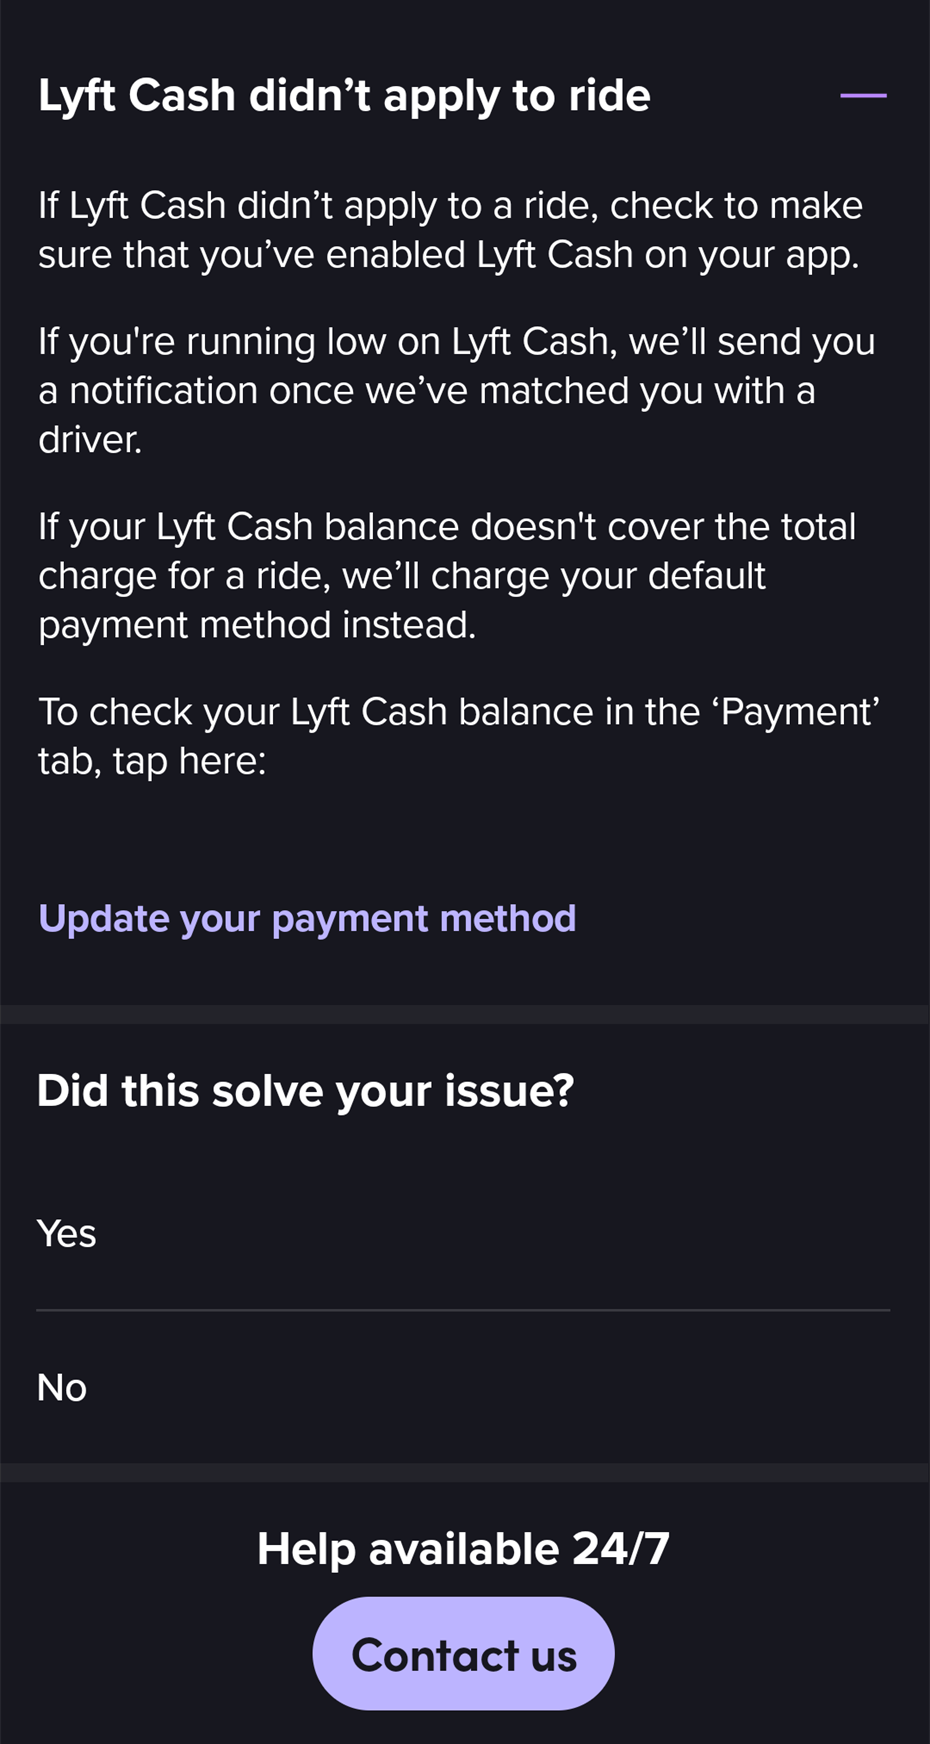 Lyft Cash didn’t apply to ride
If Lyft Cash didn’t apply to a ride, check to make
sure that you’ve enabled Lyft Cash on your app.
If you're running low on Lyft Cash, we’ll send you
a notification once we’ve matched you with a
driver.
If your Lyft Cash balance doesn't cover the total
charge for a ride, we’ll charge your default
payment method instead.
To check your Lyft Cash balance in the ‘Payment’
tab, tap here:
Update your payment method
Did this solve your issue?
Yes
No
Help available 24/7
Contact us